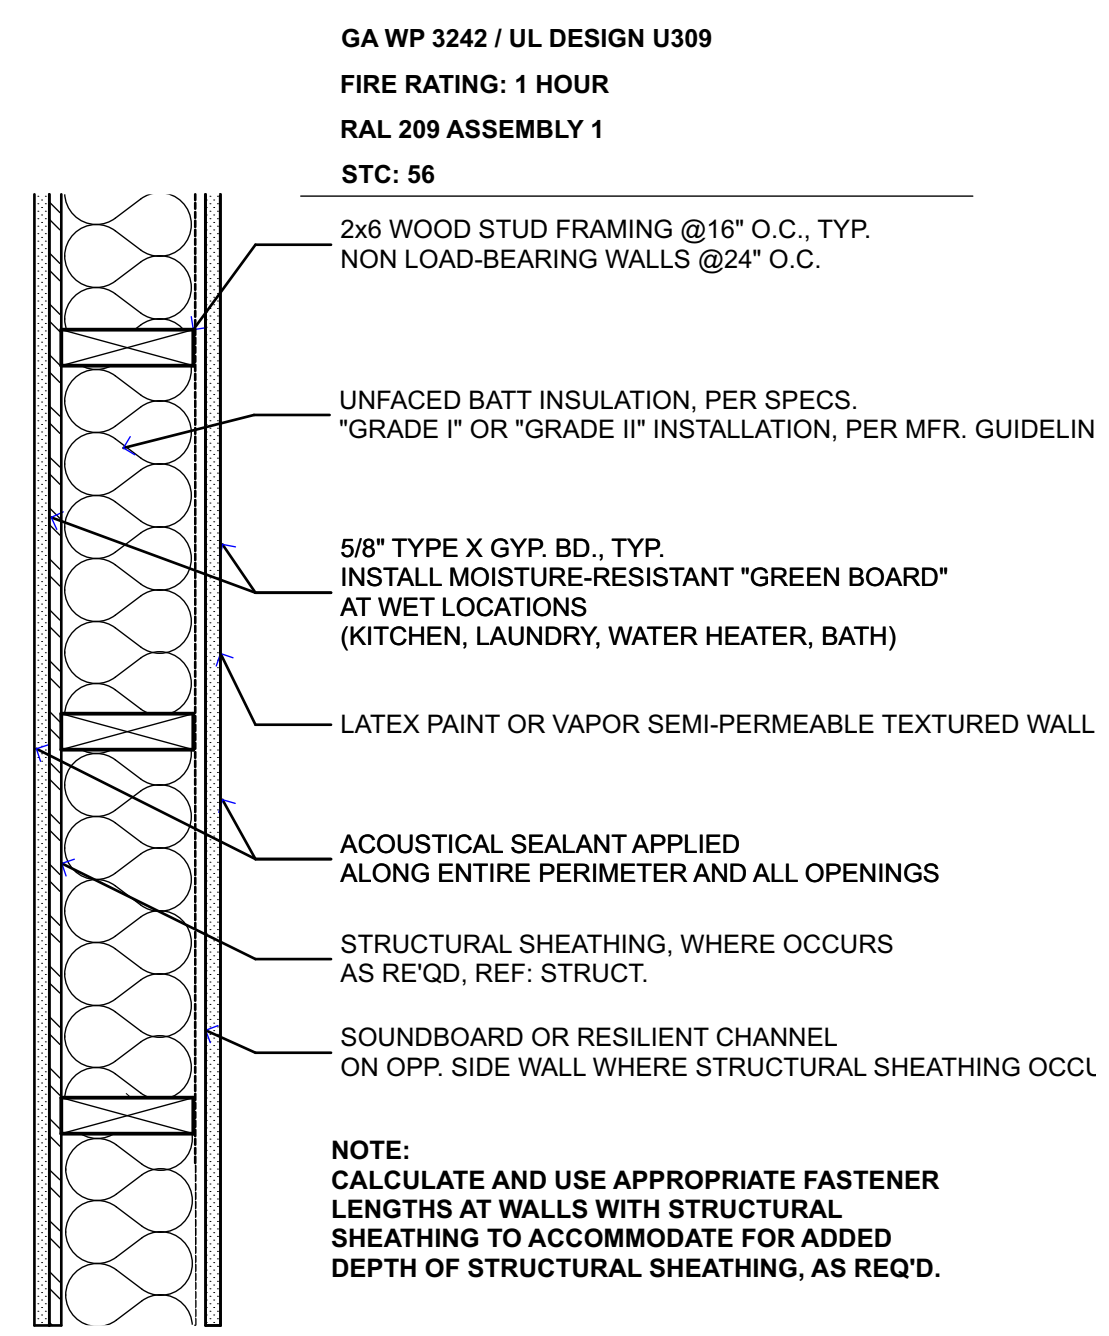 GA WP 3242 / UL DESIGN U309
FIRE RATING: 1 HOUR
RAL 209 ASSEMBLY 1
STC: 56
2x6 WOOD STUD FRAMING @16" O.C., TYP.
NON LOAD-BEARING WALLS @24" O.C.
UNFACED BATT INSULATION, PER SPECS.
"GRADE I" OR "GRADE II" INSTALLATION, PER MFR. GUIDELIN
5/8" TYPE X GYP. BD., TYP.
INSTALL MOISTURE-RESISTANT "GREEN BOARD"
AT WET LOCATIONS
(KITCHEN, LAUNDRY, WATER HEATER, BATH)
LATEX PAINT OR VAPOR SEMI-PERMEABLE TEXTURED WALL
ACOUSTICAL SEALANT APPLIED
ALONG ENTIRE PERIMETER AND ALL OPENINGS
STRUCTURAL SHEATHING, WHERE OCCURS
AS RE'QD, REF: STRUCT.
SOUNDBOARD OR RESILIENT CHANNEL
ON OPP. SIDE WALL WHERE STRUCTURAL SHEATHING OCCU
NOTE:
CALCULATE AND USE APPROPRIATE FASTENER
LENGTHS AT WALLS WITH STRUCTURAL
SHEATHING TO ACCOMMODATE FOR ADDED
DEPTH OF STRUCTURAL SHEATHING, AS REQ'D.